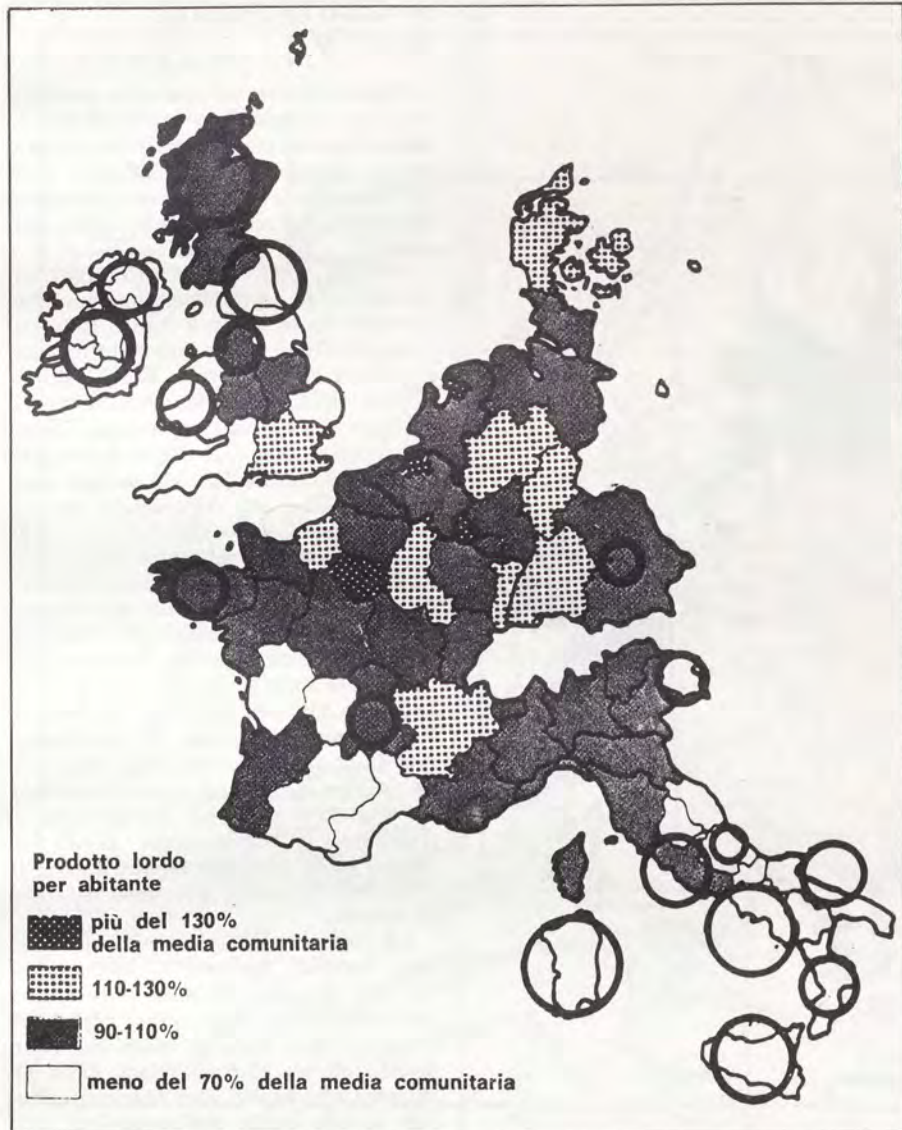 Prodotto lordo
per abitante
più del 130%
della media comunitaria
110-130%
90-110%
meno del 70% della media comunitaria